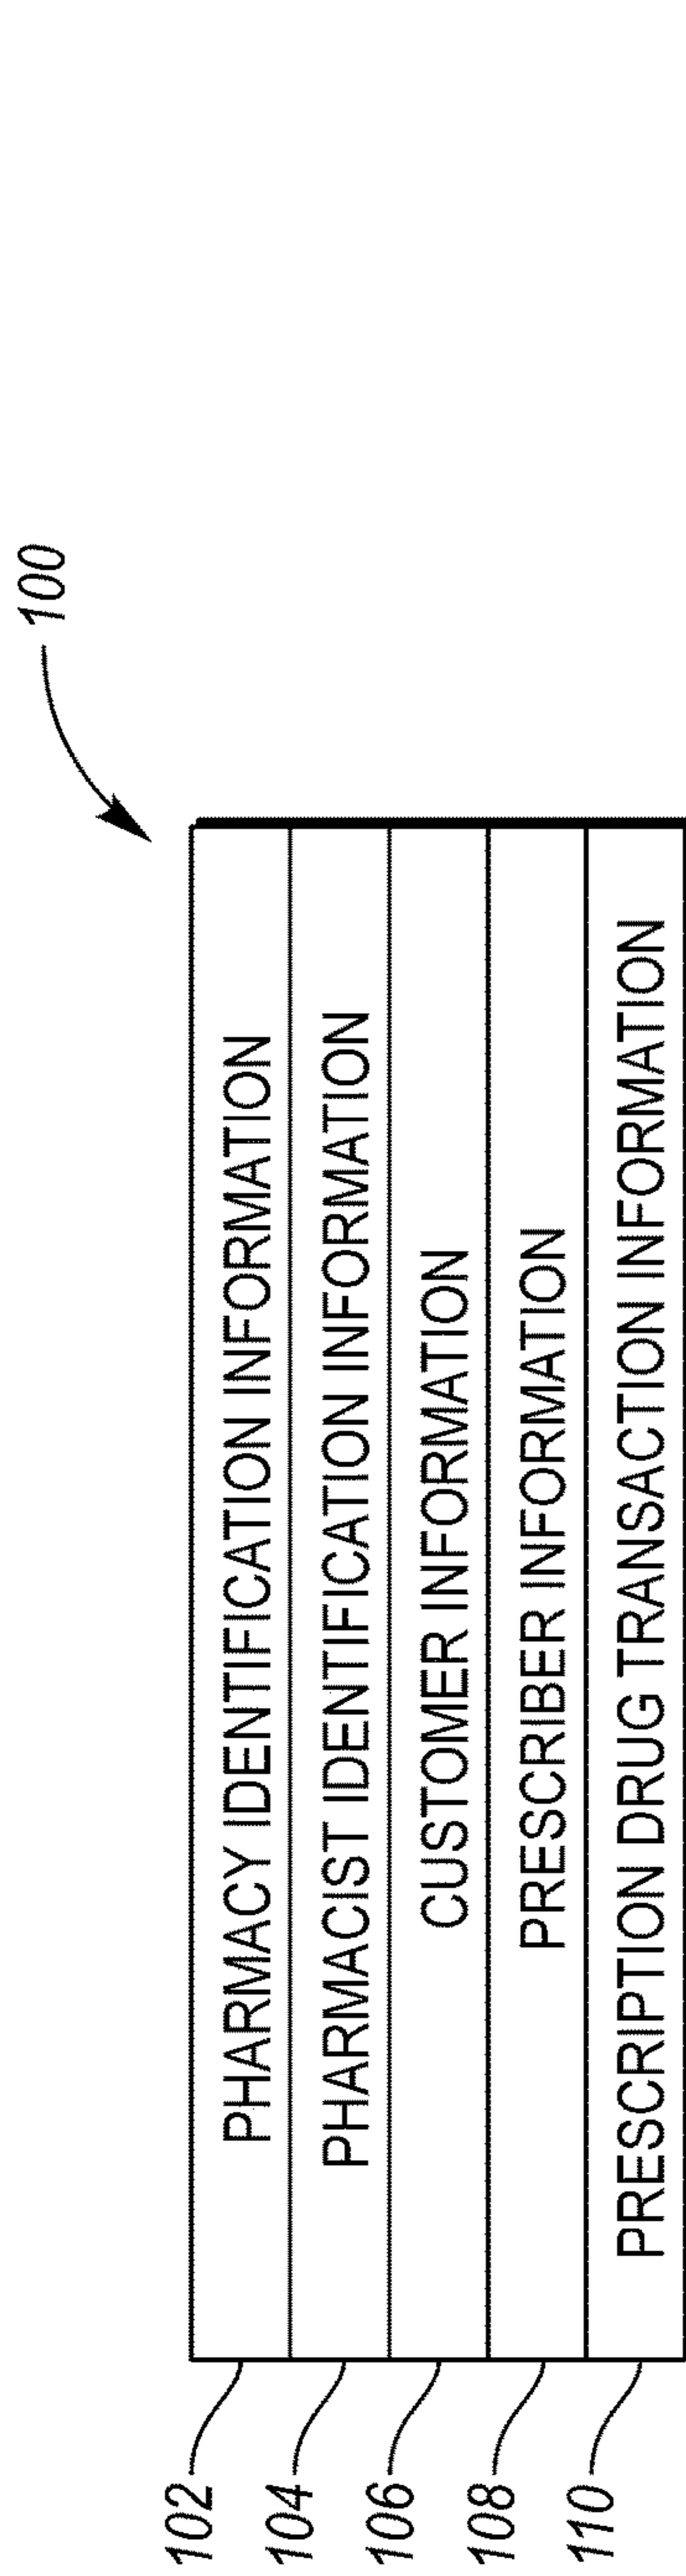 100
102 PHARMACY IDENTIFICATION INFORMATION
104 PHARMACIST IDENTIFICATION INFORMATION
106 CUSTOMER INFORMATION
108 PRESCRIBER INFORMATION
110 PRESCRIPTION DRUG TRANSACTION INFORMATION